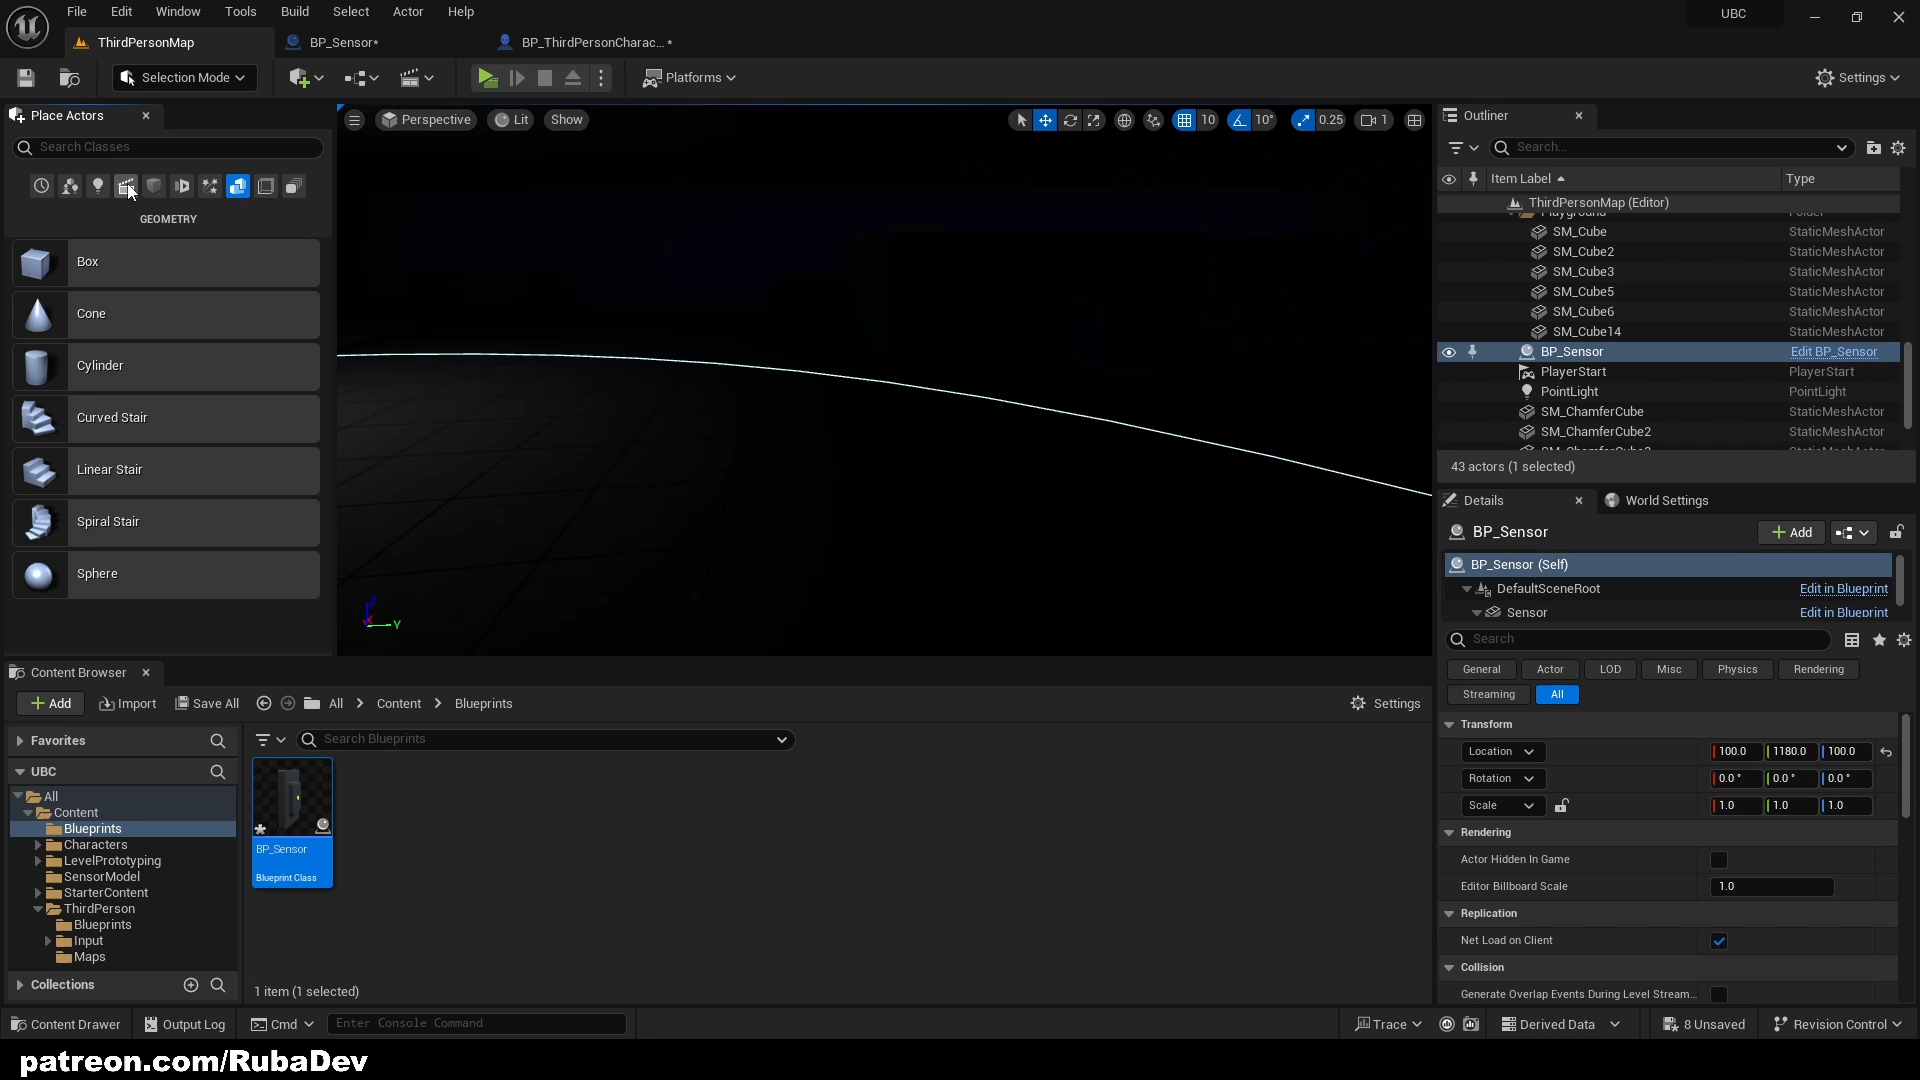 File Edit Window Tools Build Select Actor Help
UBC
ThirdPersonMap
BP_Sensor*
BP_ThirdPersonCharac... *
Selection Mode
Platforms
Settings
Place Actors
Search Classes
GEOMETRY
Box
Cone
Cylinder
Curved Stair
Linear Stair
Spiral Stair
Sphere
Perspective
Lit
Show
10
10°
0.25
1
Z
X
Y
Outliner
Search...
Item Label
Type
ThirdPersonMap (Editor)
Playground Folder
SM_Cube StaticMeshActor
SM_Cube2 StaticMeshActor
SM_Cube3 StaticMeshActor
SM_Cube5 StaticMeshActor
SM_Cube6 StaticMeshActor
SM_Cube14 StaticMeshActor
BP_Sensor Edit BP_Sensor
PlayerStart PlayerStart
PointLight PointLight
SM_ChamferCube StaticMeshActor
SM_ChamferCube2 StaticMeshActor
43 actors (1 selected)
Details
World Settings
BP_Sensor
Add
BP_Sensor (Self)
DefaultSceneRoot Edit in Blueprint
Sensor Edit in Blueprint
Search
General Actor LOD Misc Physics Rendering
Streaming All
Transform
Location 100.0 1180.0 100.0
Rotation 0.0 ° 0.0 ° 0.0 °
Scale 1.0 1.0 1.0
Rendering
Actor Hidden In Game
Editor Billboard Scale 1.0
Replication
Net Load on Client
Collision
Generate Overlap Events During Level Stream...
Content Browser
Add Import Save All All Content Blueprints Settings
Favorites
UBC
All
Content
Blueprints
Characters
LevelPrototyping
SensorModel
StarterContent
ThirdPerson
Blueprints
Input
Maps
Collections
Search Blueprints
BP_Sensor
Blueprint Class
1 item (1 selected)
Content Drawer Output Log Cmd Enter Console Command Trace Derived Data 8 Unsaved Revision Control
patreon.com/RubaDev